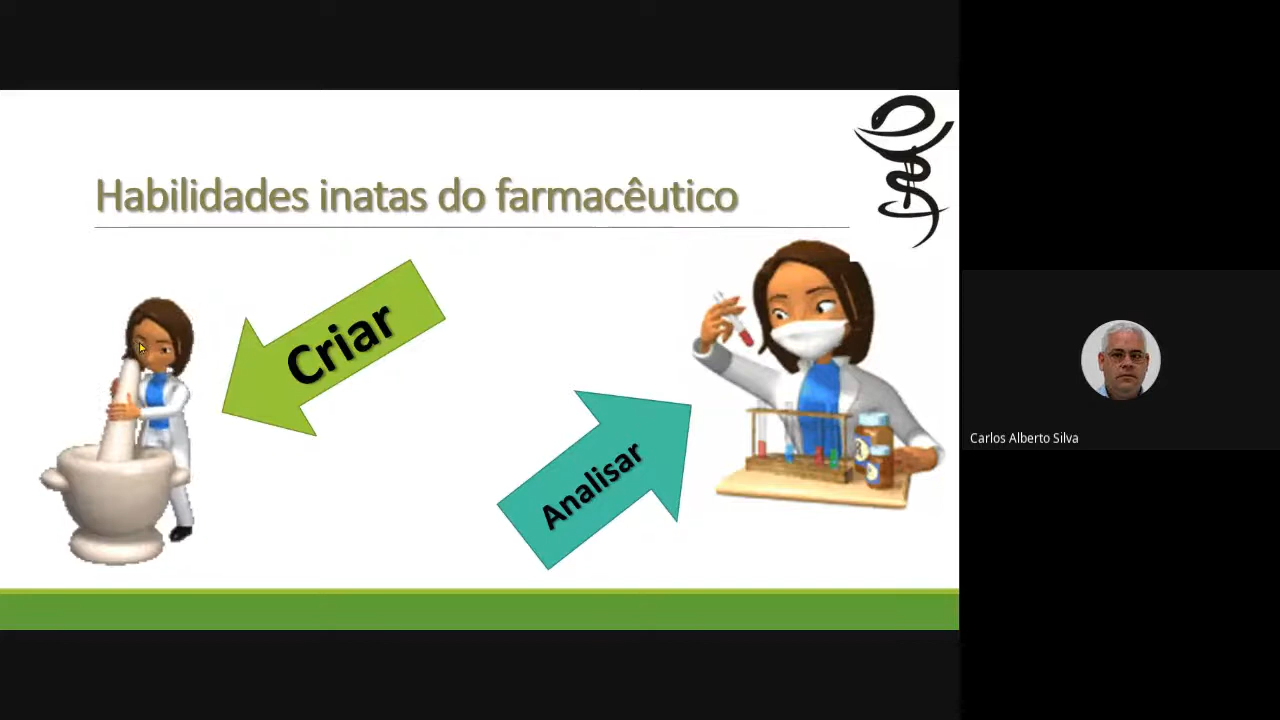 Habilidades inatas do farmacêutico
Criar
Analisar
Carlos Alberto Silva